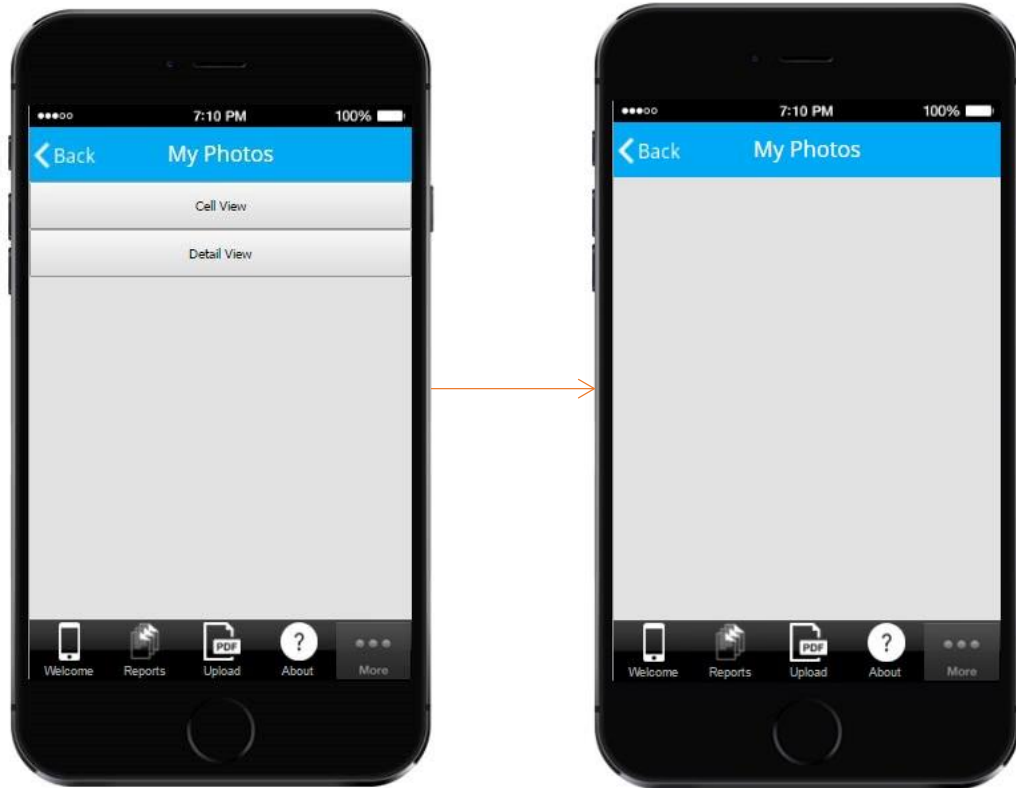 7:10 PM 100%
Back My Photos
Cell View
Detail View
PDF ?
Welcome Reports Upload About More
7:10 PM 100%
Back My Photos
PDF ?
Welcome Reports Upload About More